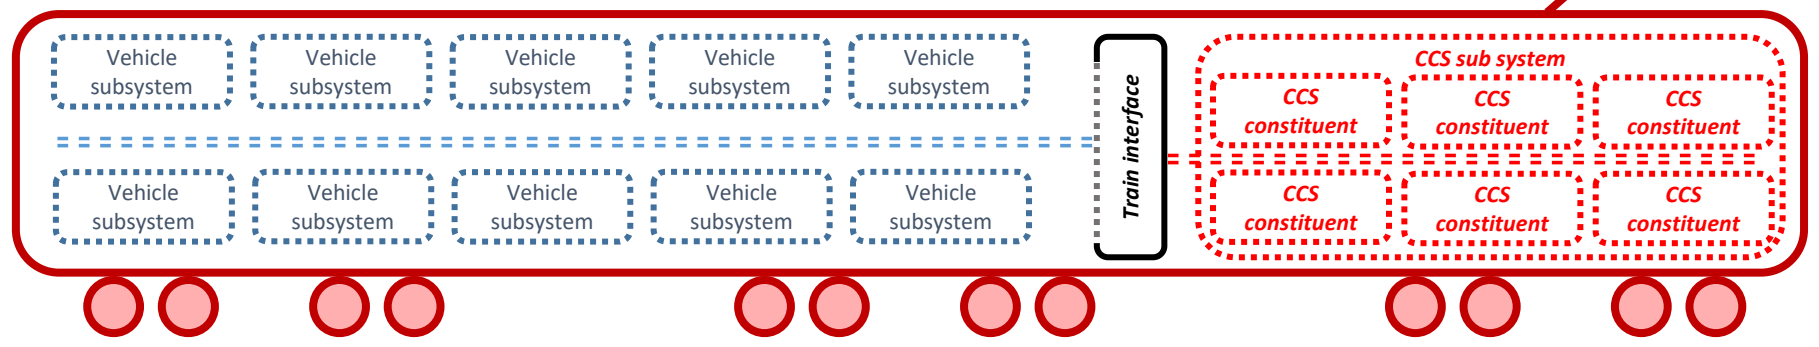 Vehicle
subsystem
Vehicle
subsystem
Vehicle
subsystem
Vehicle
subsystem
Vehicle
subsystem
Vehicle
subsystem
Vehicle
subsystem
Vehicle
subsystem
Vehicle
subsystem
Vehicle
subsystem
Train interface
CCS sub system
CCS
constituent
CCS
constituent
CCS
constituent
CCS
constituent
CCS
constituent
CCS
constituent